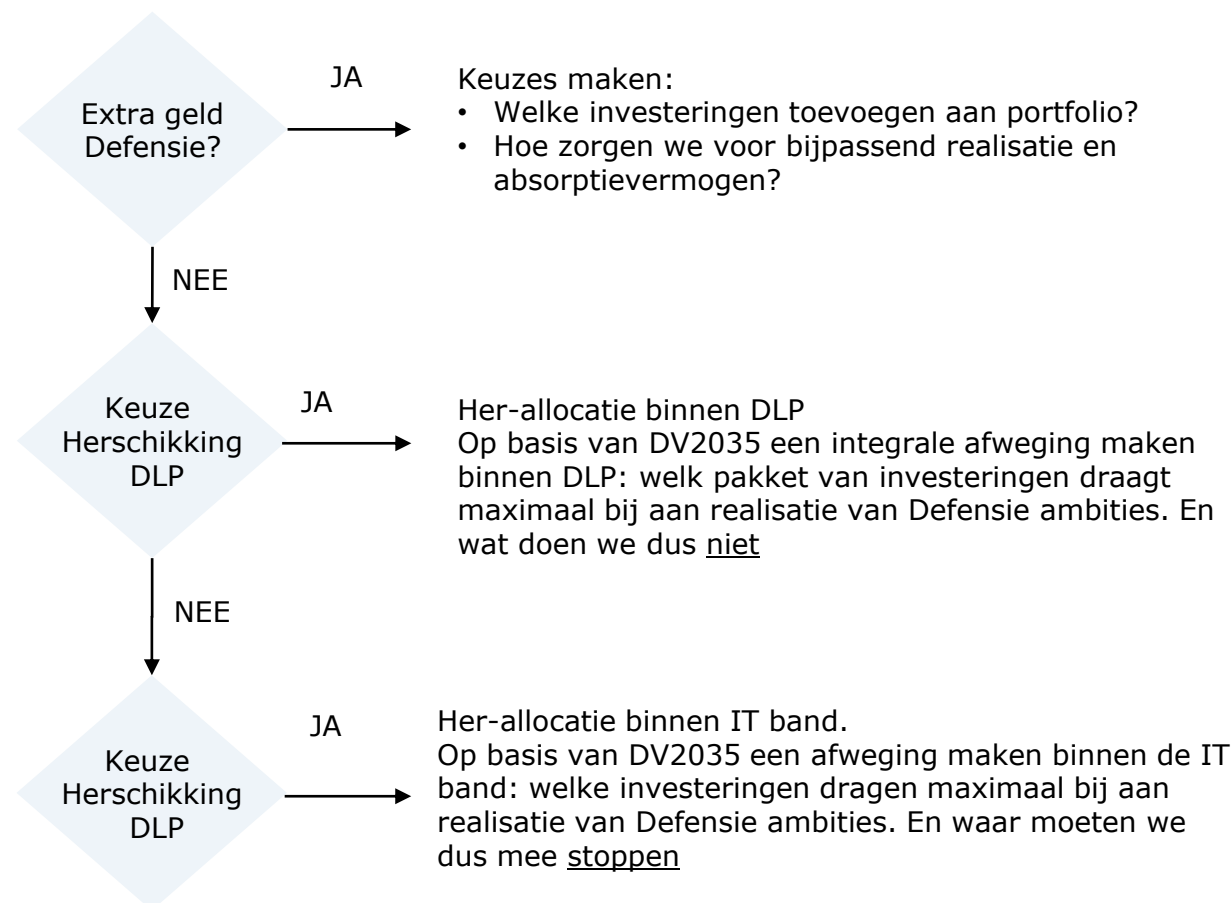 Extra geld
Defensie?
JA
Keuzes maken:
• Welke investeringen toevoegen aan portfolio?
• Hoe zorgen we voor bijpassend realisatie en
absorptievermogen?
NEE
Keuze
Herschikking
DLP
JA
Her-allocatie binnen DLP
Op basis van DV2035 een integrale afweging maken
binnen DLP: welk pakket van investeringen draagt
maximaal bij aan realisatie van Defensie ambities. En
wat doen we dus niet
NEE
Keuze
Herschikking
DLP
JA
Her-allocatie binnen IT band.
Op basis van DV2035 een afweging maken binnen de IT
band: welke investeringen dragen maximaal bij aan
realisatie van Defensie ambities. En waar moeten we
dus mee stoppen